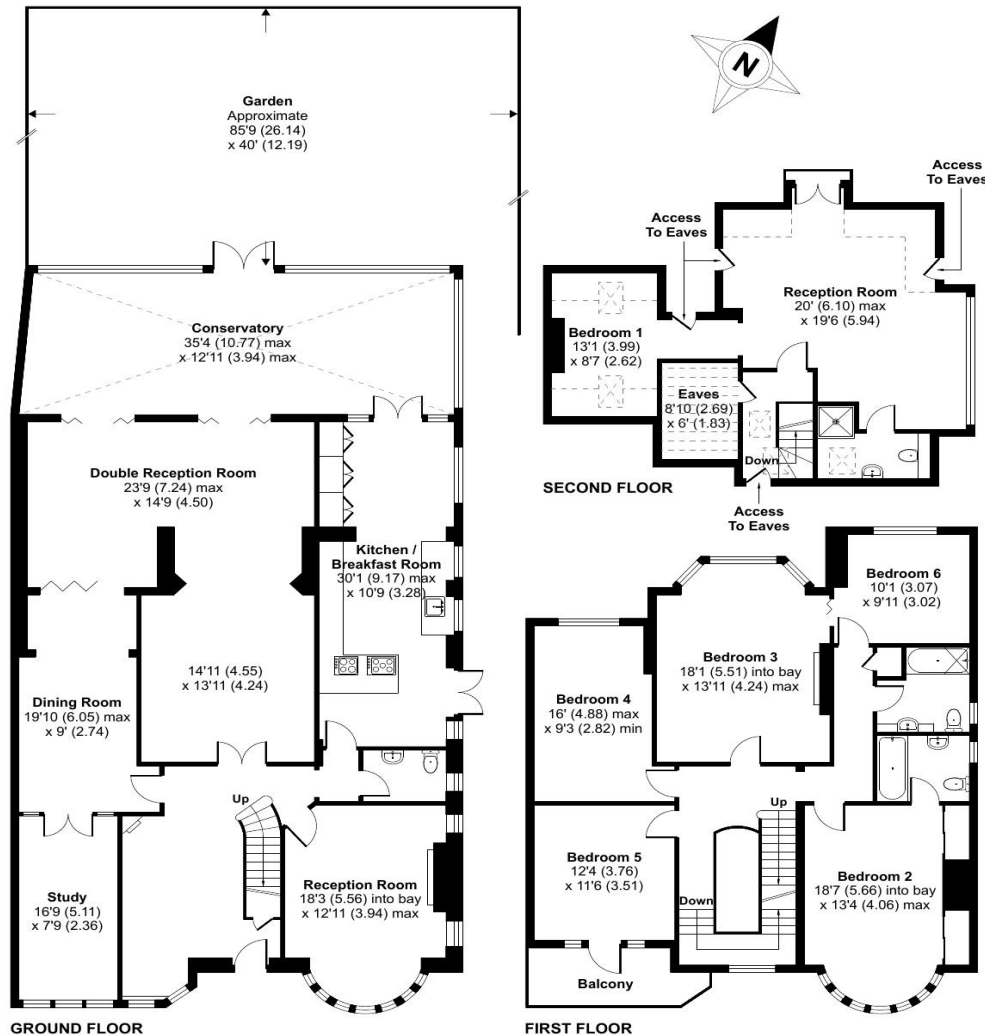 Garden
Approximate
85'9 (26.14)
x 40' (12.19)
N
Conservatory
35'4 (10.77) max
x 12'11 (3.94) max
Double Reception Room
23'9 (7.24) max
x 14'9 (4.50)
Kitchen /
Breakfast Room
30'1 (9.17) max
x 10'9 (3.28)
14'11 (4.55)
x 13'11 (4.24)
Dining Room
19'10 (6.05) max
x 9' (2.74)
Up
Study
16'9 (5.11)
x 7'9 (2.36)
Reception Room
18'3 (5.56) into bay
x 12'11 (3.94) max
GROUND FLOOR
Access
To Eaves
Access
To Eaves
Reception Room
20' (6.10) max
x 19'6 (5.94)
Bedroom 1
13'1 (3.99)
x 8'7 (2.62)
Eaves
8'10 (2.69)
x 6' (1.83)
Down
SECOND FLOOR
Access
To Eaves
Bedroom 6
10'1 (3.07)
x 9'11 (3.02)
Bedroom 3
18'1 (5.51) into bay
x 13'11 (4.24) max
Bedroom 4
16' (4.88) max
x 9'3 (2.82) min
Up
Bedroom 5
12'4 (3.76)
x 11'6 (3.51)
Down
Bedroom 2
18'7 (5.66) into bay
x 13'4 (4.06) max
Balcony
FIRST FLOOR